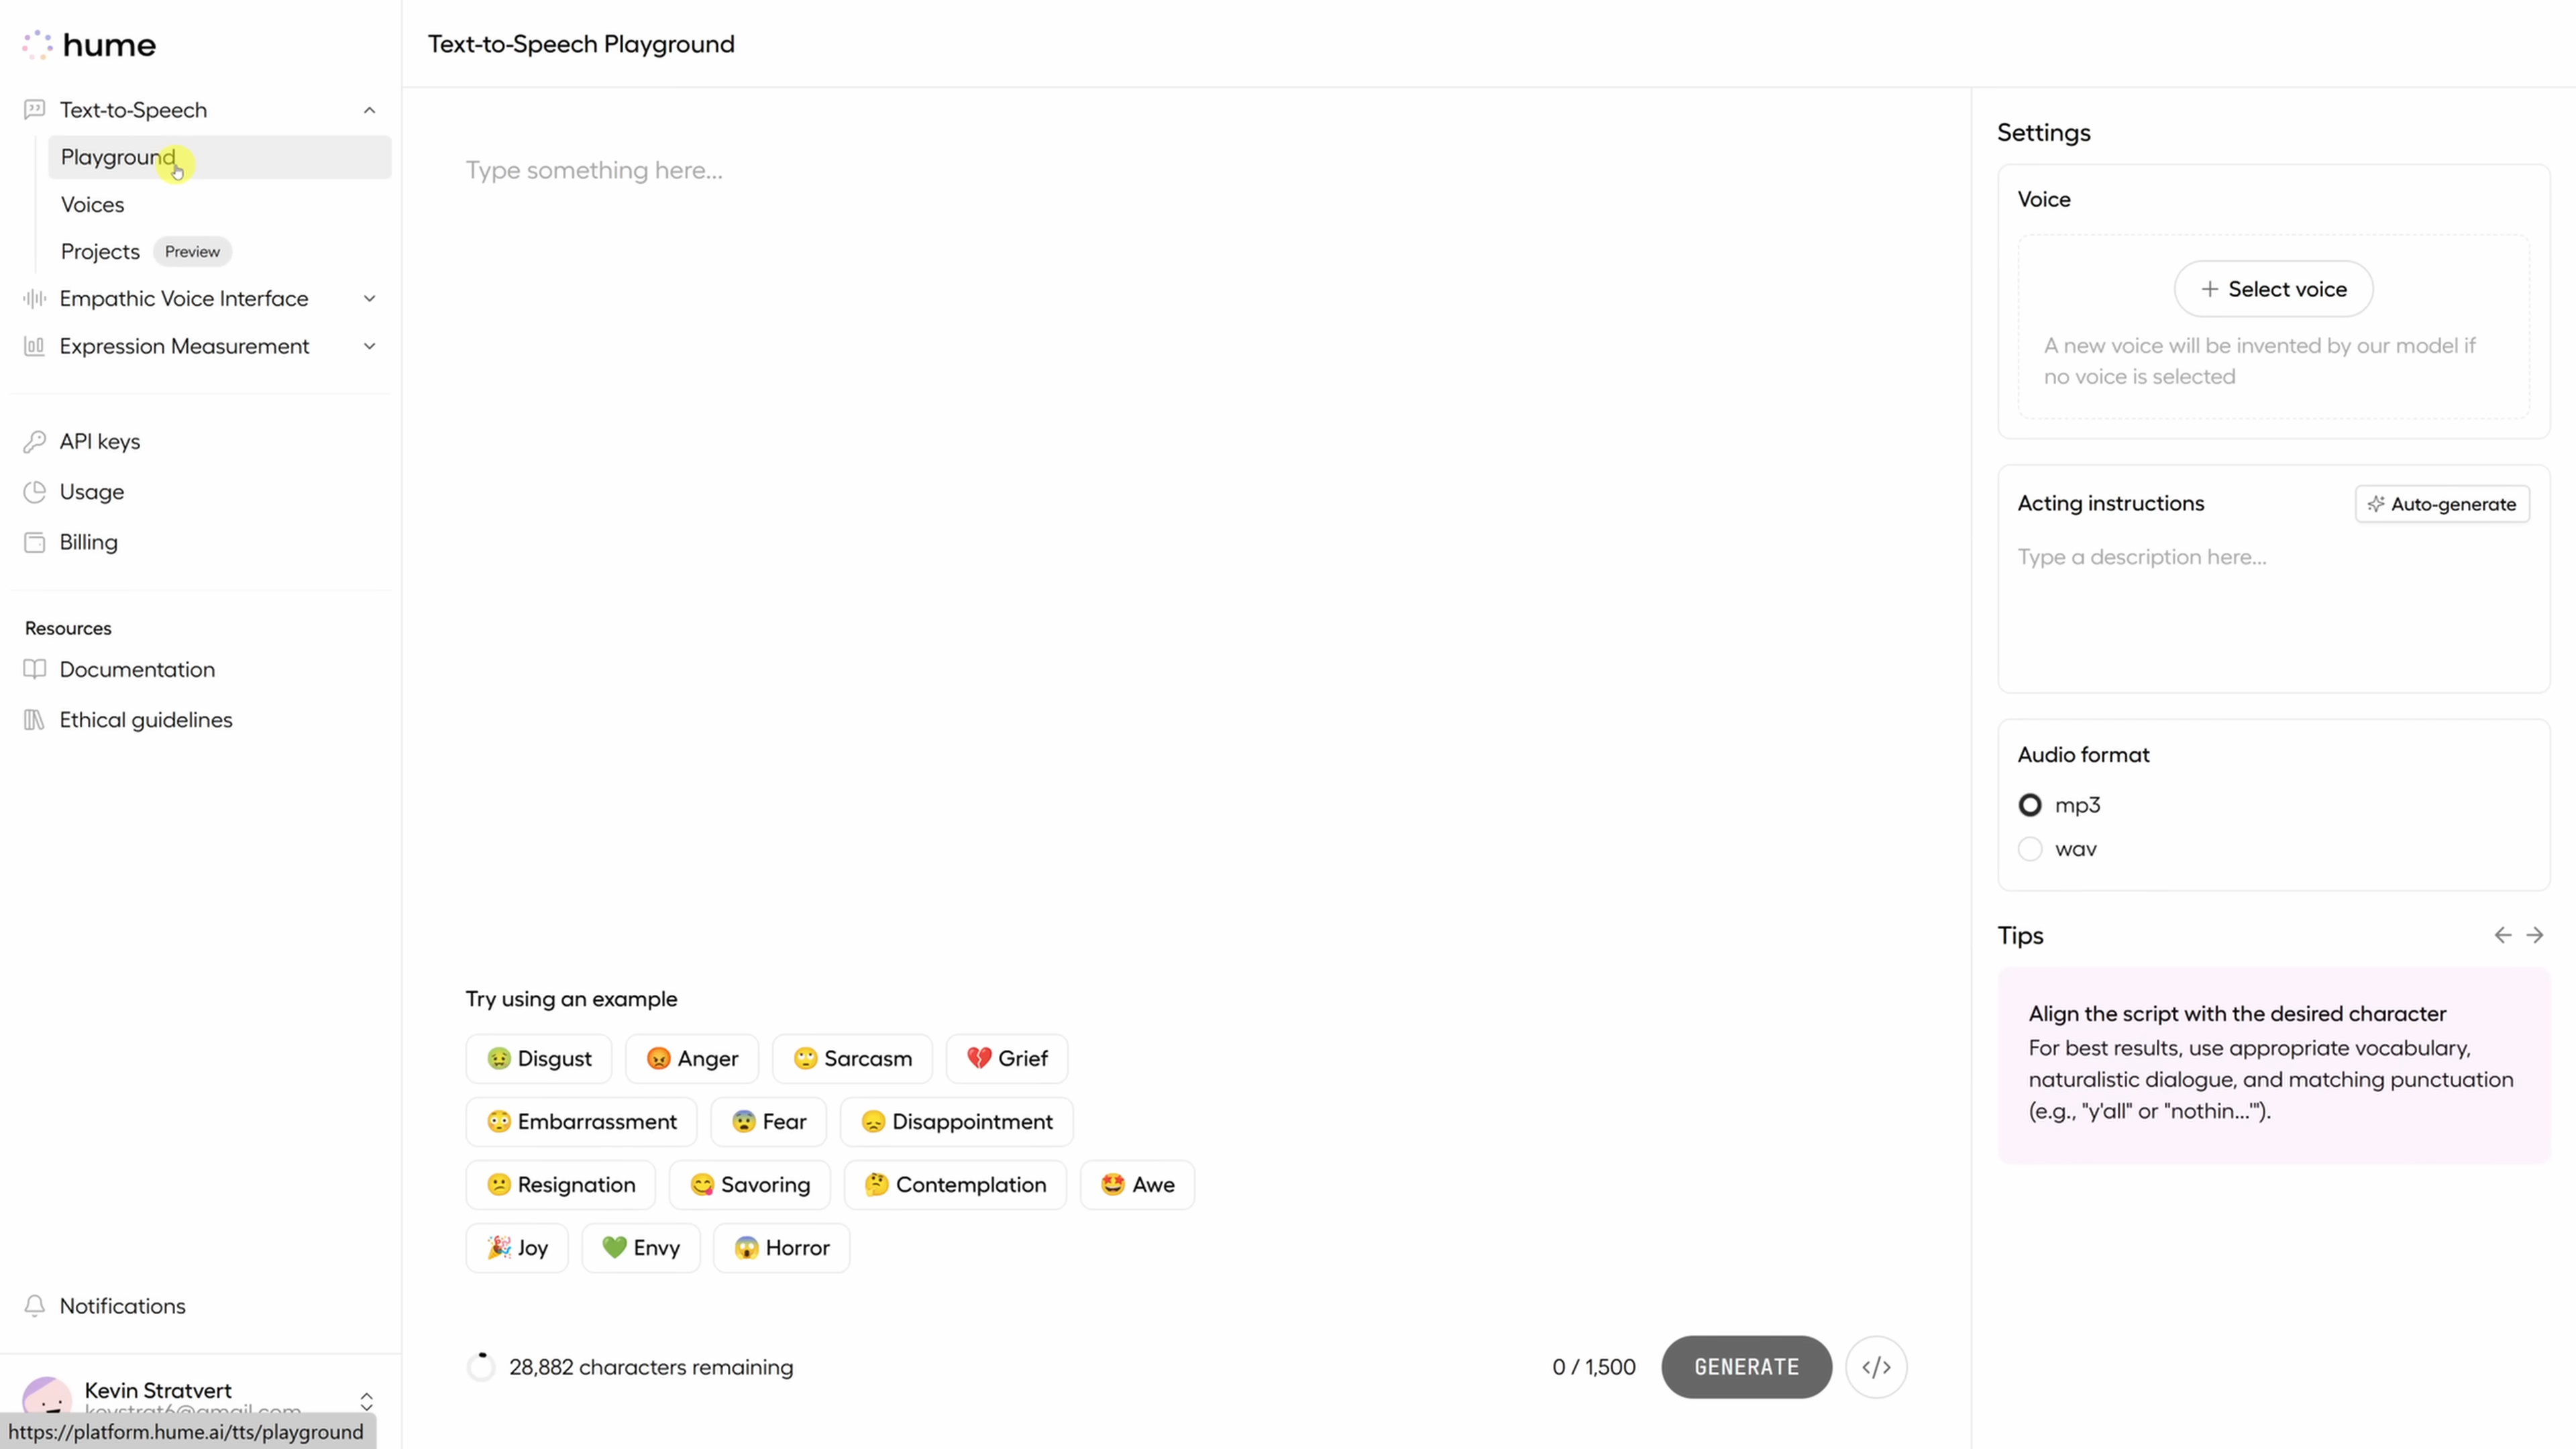 hume
Text-to-Speech Playground
Text-to-Speech
Playground
Voices
Projects Preview
Empathic Voice Interface
Expression Measurement
API keys
Usage
Billing
Resources
Documentation
Ethical guidelines
Notifications
Kevin Stratvert
https://platform.hume.ai/tts/playground
Type something here...
Try using an example
Disgust Anger Sarcasm Grief
Embarrassment Fear Disappointment
Resignation Savoring Contemplation Awe
Joy Envy Horror
28,882 characters remaining
0 / 1,500 GENERATE </>
Settings
Voice
+ Select voice
A new voice will be invented by our model if
no voice is selected
Acting instructions Auto-generate
Type a description here...
Audio format
mp3
wav
Tips
Align the script with the desired character
For best results, use appropriate vocabulary,
naturalistic dialogue, and matching punctuation
(e.g., "y'all" or "nothin...'").